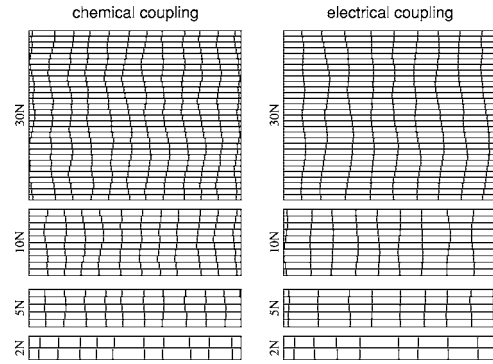 chemical coupling
electrical coupling
30N
30N
10N
10N
5N
5N
2N
2N